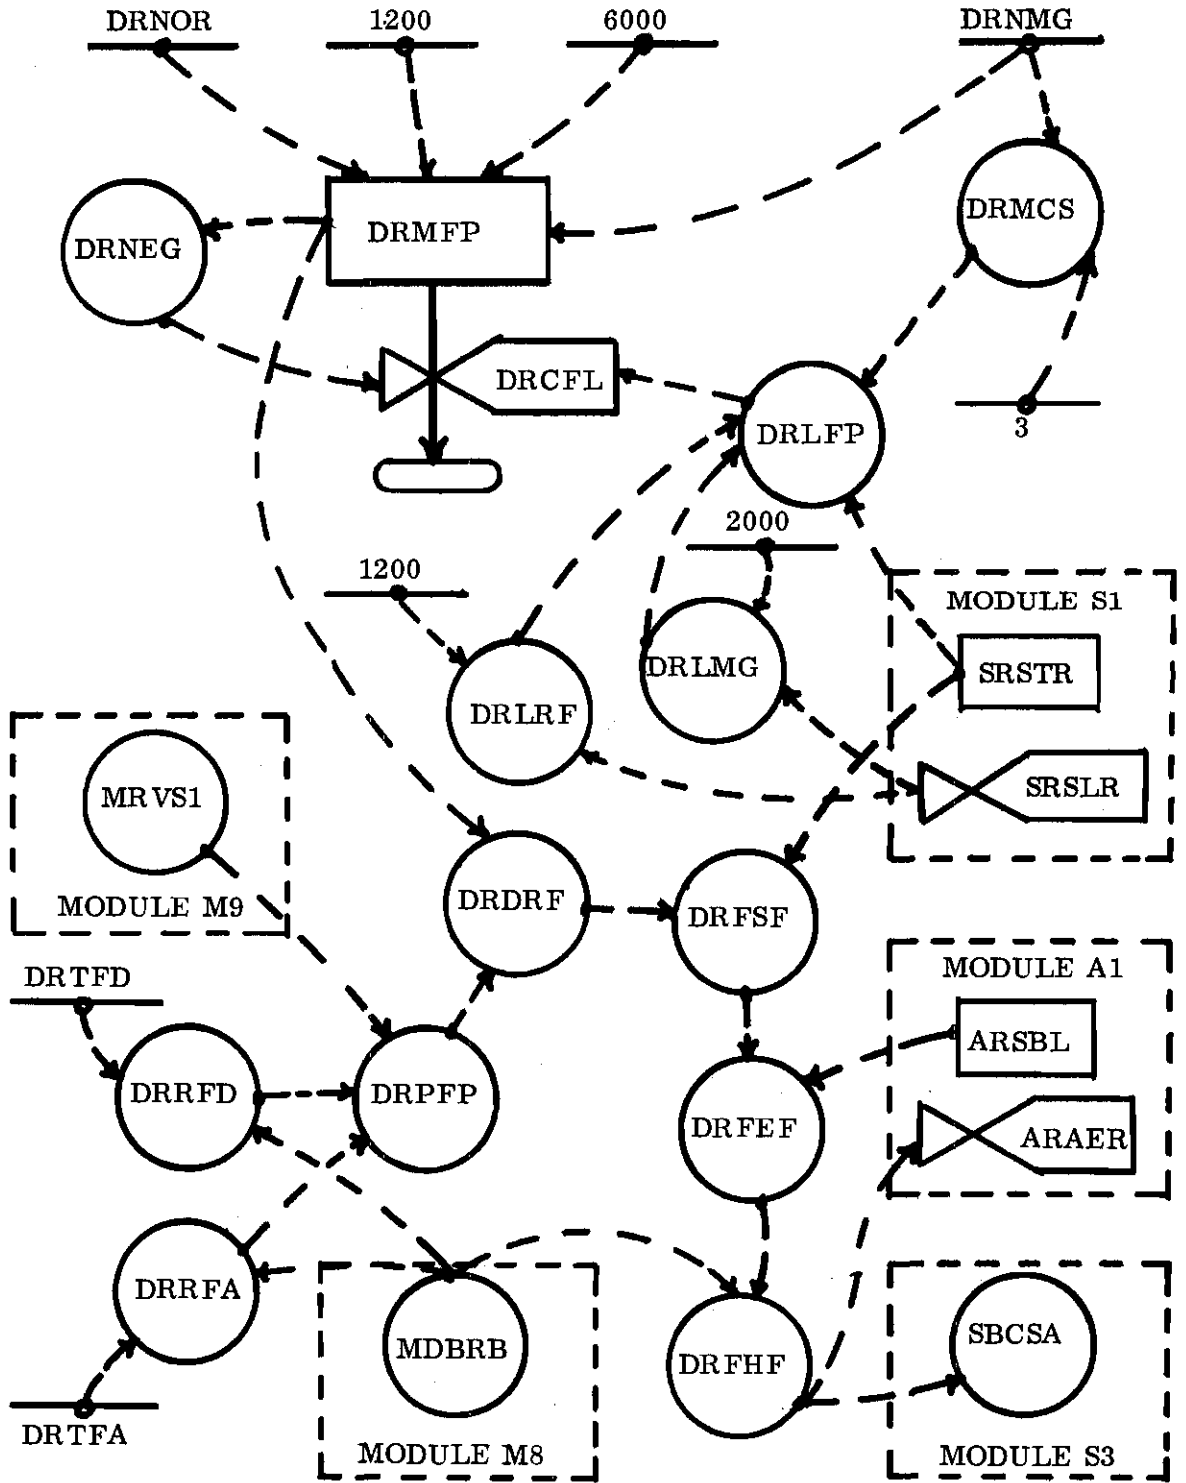 DRNOR
1200
6000
DRNMG
DRMFP
DRMCS
DRNEG
DRCFL
3
DRLFP
2000
1200
MODULE S1
DRLMG
SRSTR
DRLRF
MRVS1
SRSLR
MODULE M9
DRDRF
DRFSF
DRTFD
MODULE A1
ARSBL
DRRFD
DRPFP
DRFEF
ARAER
DRRFA
MDBRB
DRFHF
SBCSA
DRTFA
MODULE M8
MODULE S3